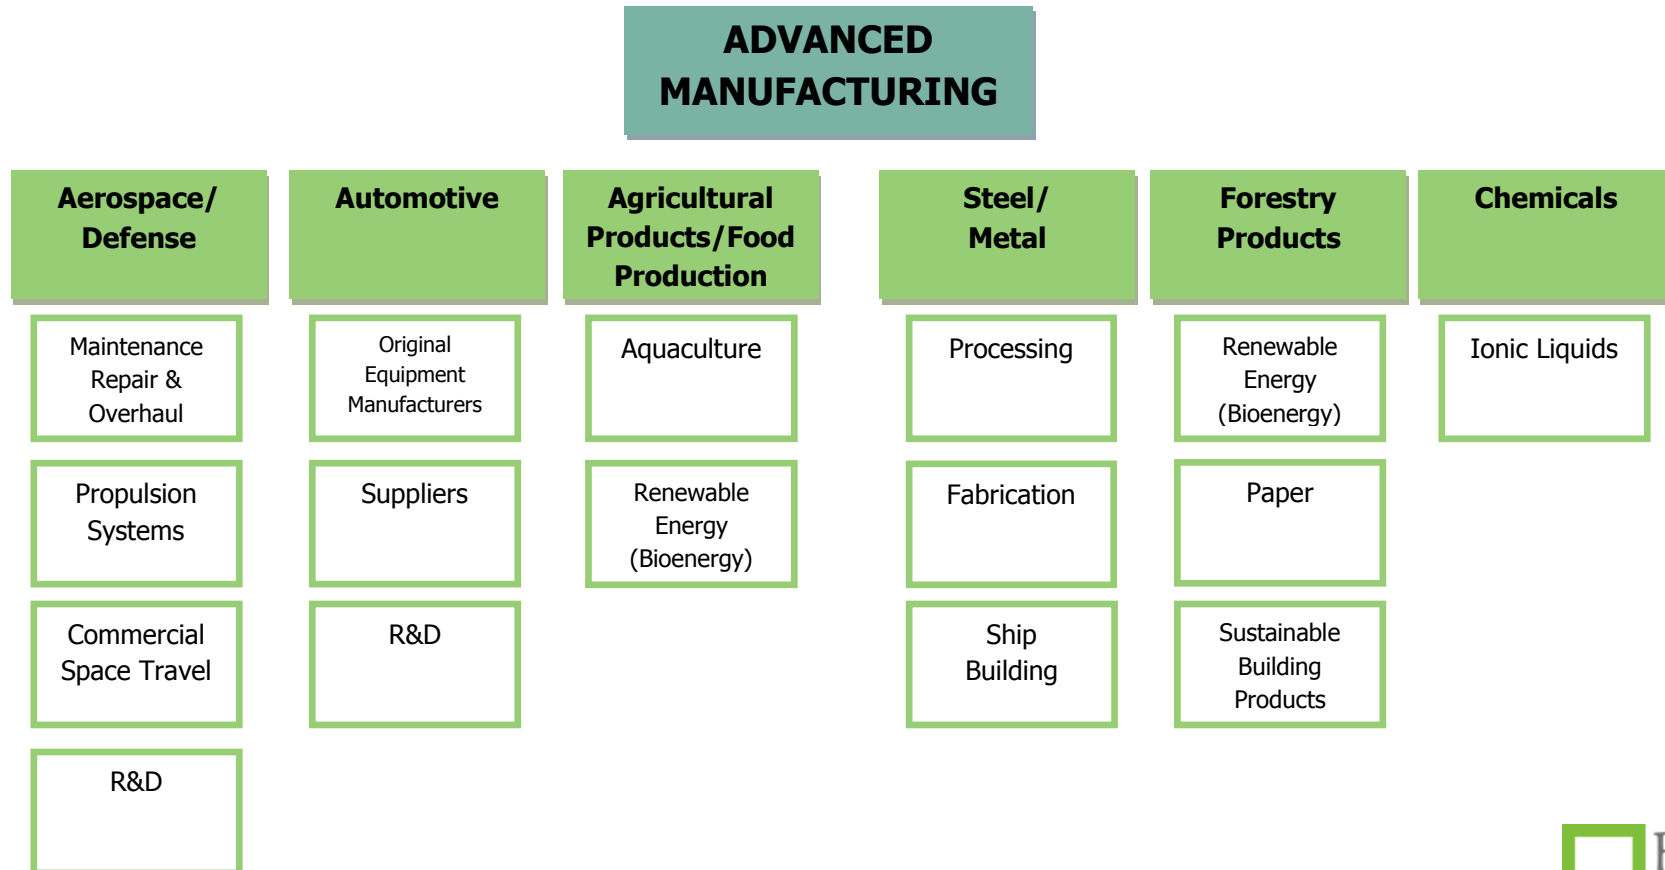 ADVANCED
MANUFACTURING
Aerospace/
Defense
Maintenance
Repair &
Overhaul
Propulsion
Systems
Commercial
Space Travel
R&D
Automotive
Original
Equipment
Manufacturers
Suppliers
R&D
Agricultural
Products/Food
Production
Aquaculture
Renewable
Energy
(Bioenergy)
Steel/
Metal
Processing
Fabrication
Ship
Building
Forestry
Products
Renewable
Energy
(Bioenergy)
Paper
Sustainable
Building
Products
Chemicals
Ionic Liquids